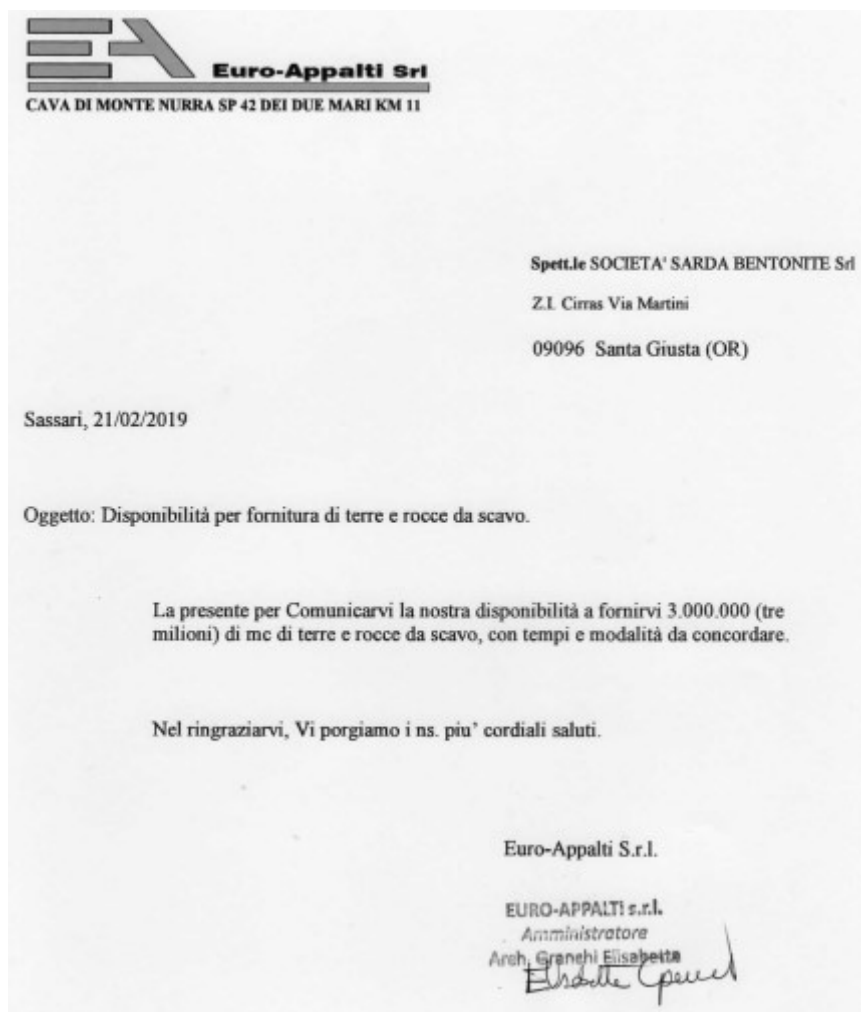 Euro-Appalti Srl
CAVA DI MONTE NURRA SP 42 DEI DUE MARI KM 11
Spett.le SOCIETA' SARDA BENTONITE Srl
Z.I. Cirras Via Martini
09096 Santa Giusta (OR)
Sassari, 21/02/2019
Oggetto: Disponibilità per fornitura di terre e rocce da scavo.
La presente per Comunicarvi la nostra disponibilità a fornirvi 3.000.000 (tre
milioni) di mc di terre e rocce da scavo, con tempi e modalità da concordare.
Nel ringraziarvi, Vi porgiamo i ns. piu' cordiali saluti.
Euro-Appalti S.r.l.
EURO-APPALTI s.r.l.
Amministratore
Arch. Granchi Elisabetta